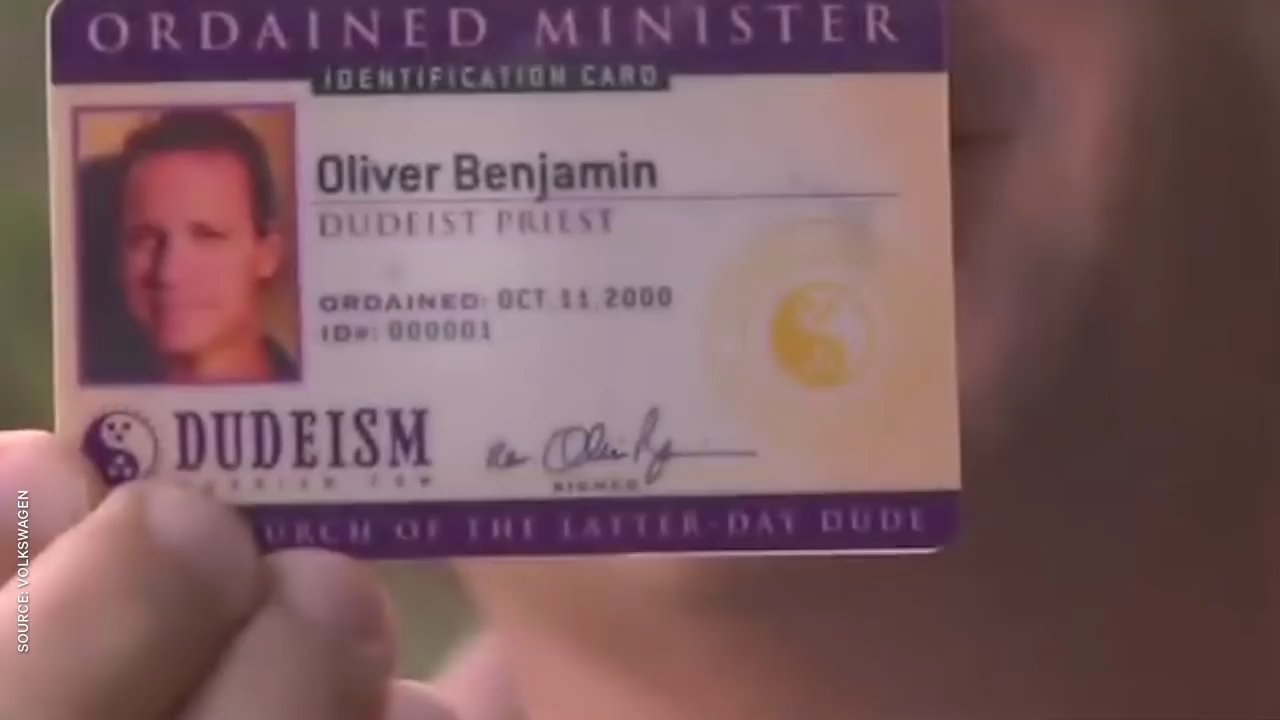 ORDAINED MINISTER
IDENTIFICATION CARD
Oliver Benjamin
DUDEIST PRIEST
ORDAINED: OCT.11.2000
ID#: 000001
DUDEISM
SIGNED
URCH OF THE LATTER-DAY DUDE
SOURCE: VOLKSWAGEN